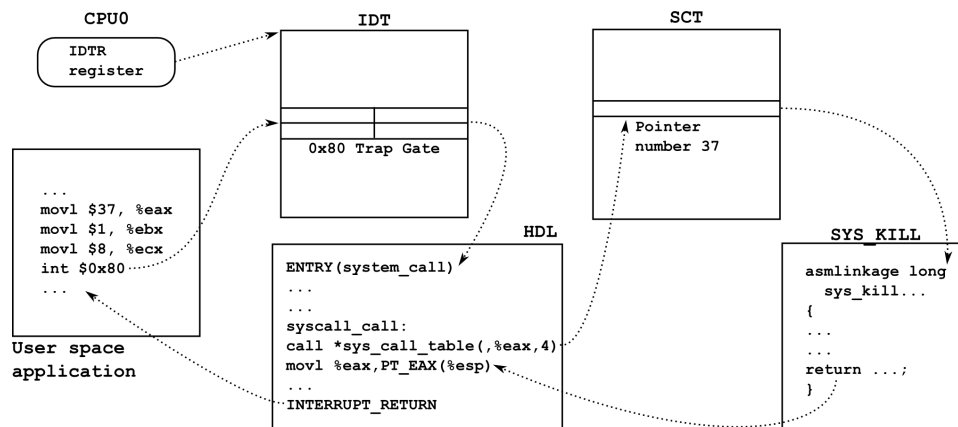 CPU0
IDTR
register
IDT
0x80 Trap Gate
SCT
Pointer
number 37
...
movl $37, %eax
movl $1, %ebx
movl $8, %ecx
int $0x80
...
User space
application
HDL
ENTRY(system_call)
...
...
syscall_call:
call *sys_call_table(,%eax,4)
movl %eax,PT_EAX(%esp)
...
INTERRUPT_RETURN
SYS_KILL
asmlinkage long
sys_kill...
{
...
...
return ...;
}